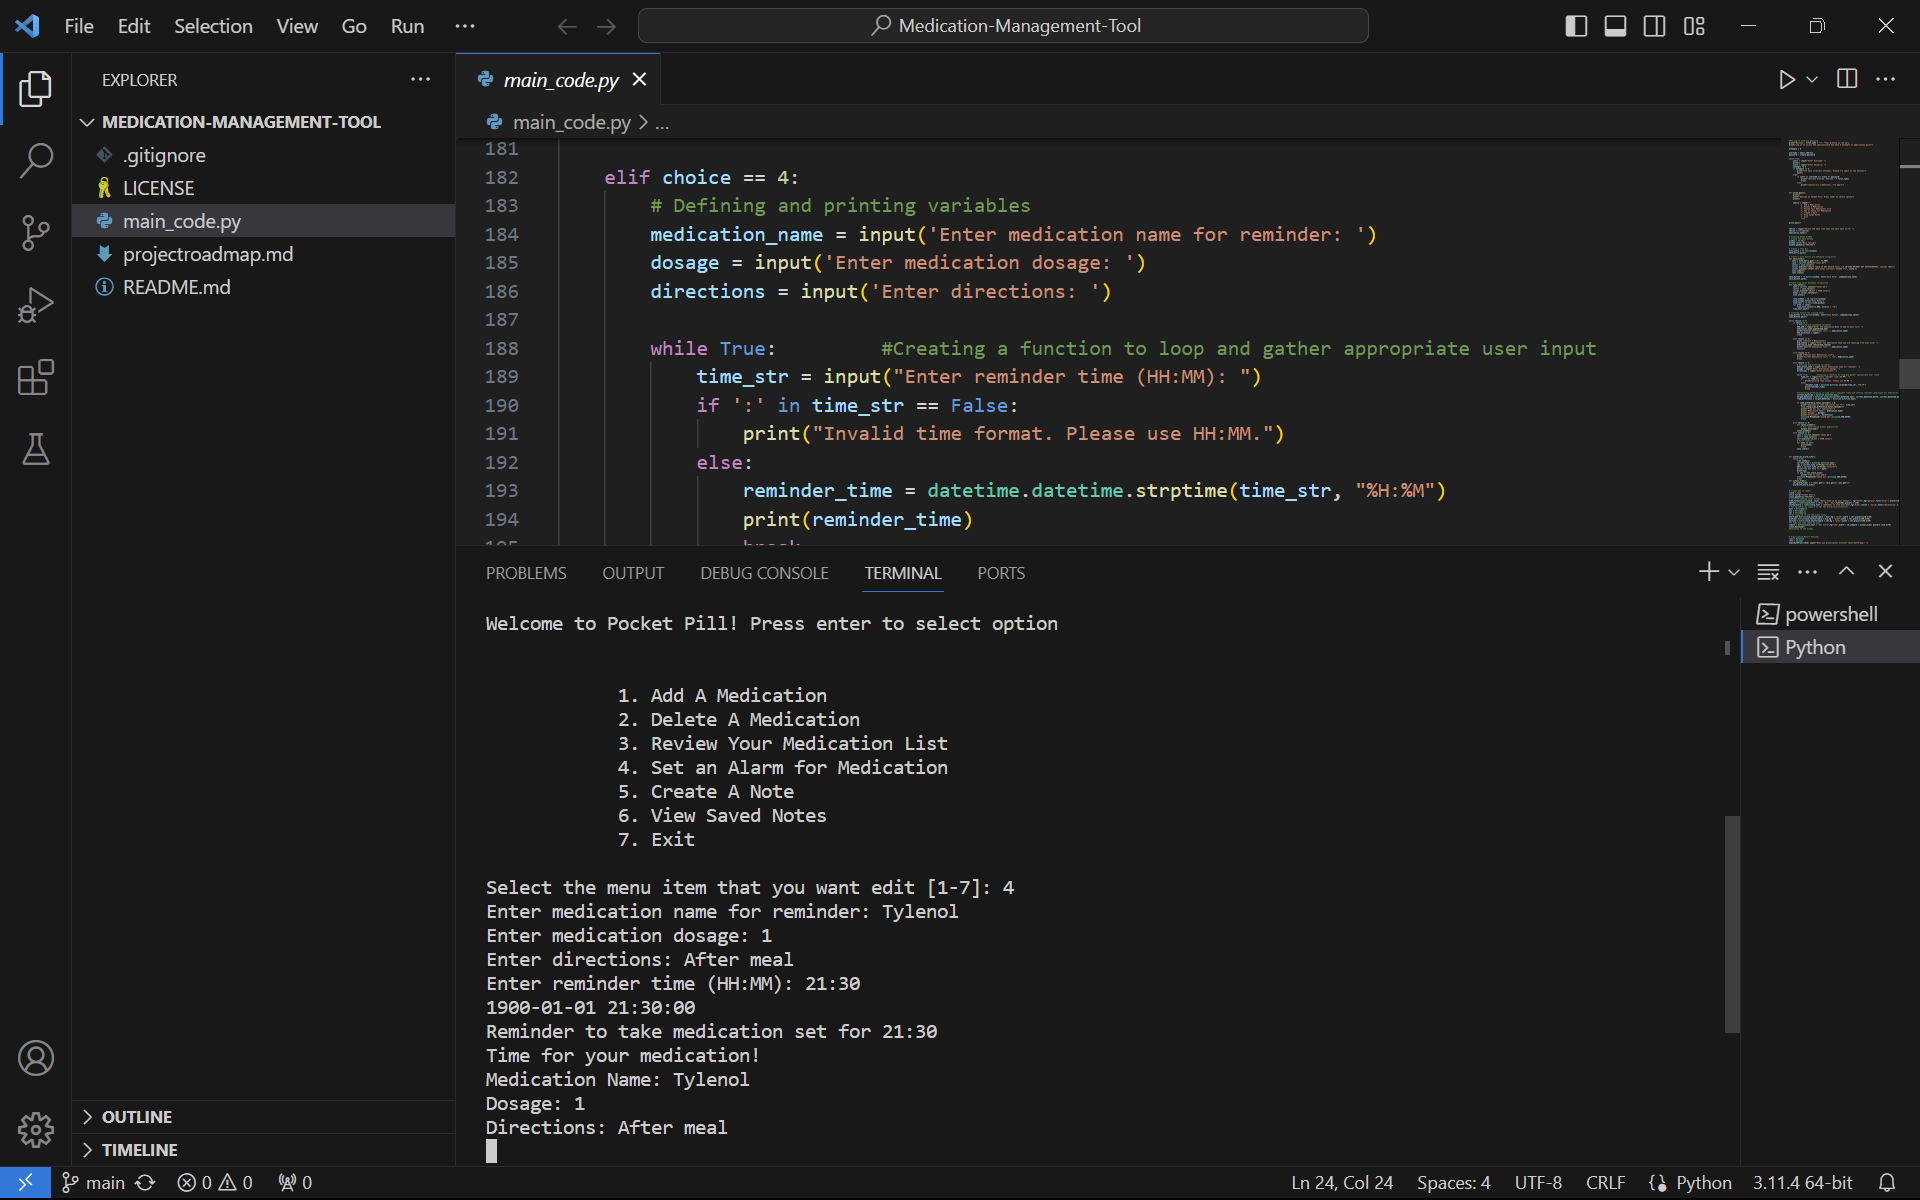 File Edit Selection View Go Run ...
Medication-Management-Tool
EXPLORER
MEDICATION-MANAGEMENT-TOOL
.gitignore
LICENSE
main_code.py
projectroadmap.md
README.md
OUTLINE
TIMELINE
main_code.py
main_code.py > ...
181
182 elif choice == 4:
183 # Defining and printing variables
184 medication_name = input('Enter medication name for reminder: ')
185 dosage = input('Enter medication dosage: ')
186 directions = input('Enter directions: ')
187
188 while True: #Creating a function to loop and gather appropriate user input
189 time_str = input("Enter reminder time (HH:MM): ")
190 if ':' in time_str == False:
191 print("Invalid time format. Please use HH:MM.")
192 else:
193 reminder_time = datetime.datetime.strptime(time_str, "%H:%M")
194 print(reminder_time)
195 break
PROBLEMS OUTPUT DEBUG CONSOLE TERMINAL PORTS
powershell
Python
Welcome to Pocket Pill! Press enter to select option
1. Add A Medication
2. Delete A Medication
3. Review Your Medication List
4. Set an Alarm for Medication
5. Create A Note
6. View Saved Notes
7. Exit
Select the menu item that you want edit [1-7]: 4
Enter medication name for reminder: Tylenol
Enter medication dosage: 1
Enter directions: After meal
Enter reminder time (HH:MM): 21:30
1900-01-01 21:30:00
Reminder to take medication set for 21:30
Time for your medication!
Medication Name: Tylenol
Dosage: 1
Directions: After meal
main 0 0 0 Ln 24, Col 24 Spaces: 4 UTF-8 CRLF Python 3.11.4 64-bit